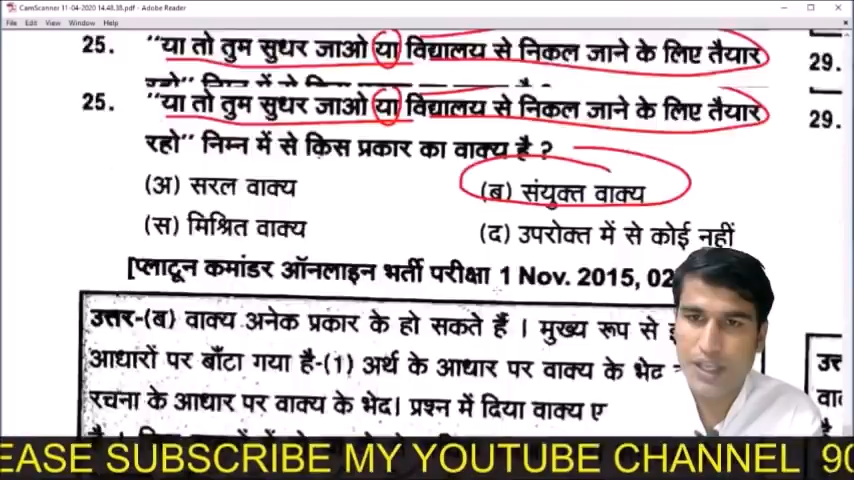 CamScanner 11-04-2020 14.48.38.pdf - Adobe Reader
File Edit View Window Help
25. "या तो तुम सुधर जाओ या विद्यालय से निकल जाने के लिए तैयार
29.
25. "या तो तुम सुधर जाओ या विद्यालय से निकल जाने के लिए तैयार
29.
रहो" निम्न में से किस प्रकार का वाक्य है ?
(अ) सरल वाक्य (ब) संयुक्त वाक्य
(स) मिश्रित वाक्य (द) उपरोक्त में से कोई नहीं
[प्लाटून कमांडर ऑनलाइन भर्ती परीक्षा 1 Nov. 2015, 02
उत्तर-(ब) वाक्य अनेक प्रकार के हो सकते हैं । मुख्य रूप से
आधारों पर बाँटा गया है-(1) अर्थ के आधार पर वाक्य के भेद
रचना के आधार पर वाक्य के भेद। प्रश्न में दिया वाक्य ए
EASE SUBSCRIBE MY YOUTUBE CHANNEL 90